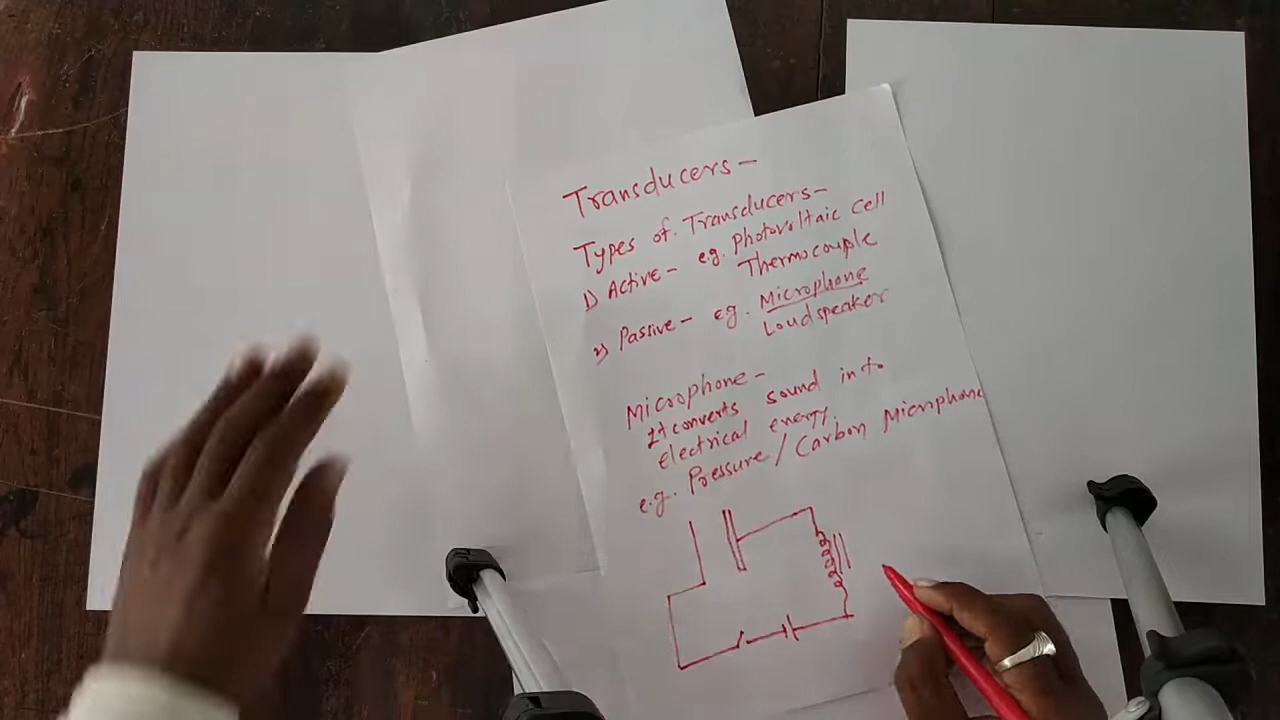 Transducers-
Types of Transducers-
1) Active - eg. Photovoltaic Cell
Thermocouple
2) Passive - eg. Microphone
Loudspeaker
Microphone-
It converts sound into
electrical energy.
e.g. Pressure / Carbon Microphone